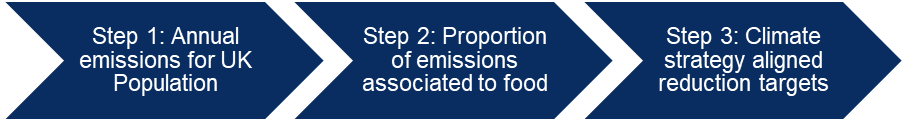 Step 1: Annual
emissions for UK
Population
Step 2: Proportion
of emissions
associated to food
Step 3: Climate
strategy aligned
reduction targets